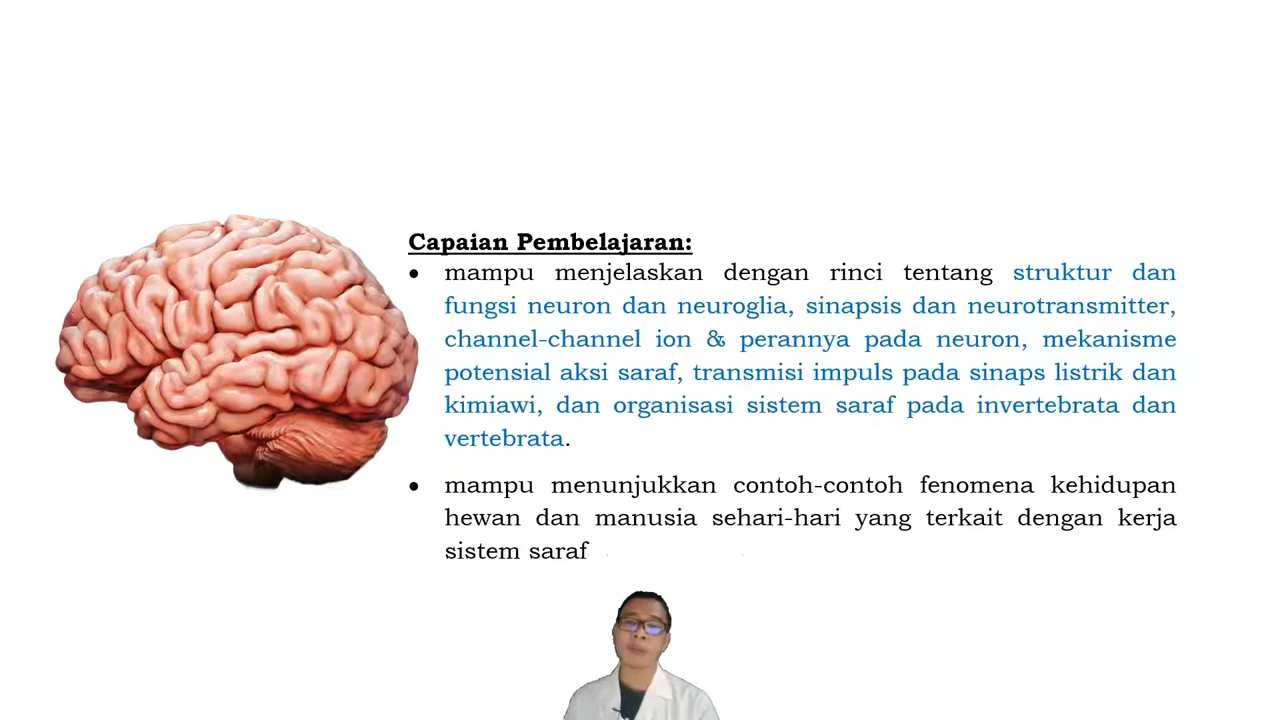 Capaian Pembelajaran:
• mampu menjelaskan dengan rinci tentang struktur dan
fungsi neuron dan neuroglia, sinapsis dan neurotransmitter,
channel-channel ion & perannya pada neuron, mekanisme
potensial aksi saraf, transmisi impuls pada sinaps listrik dan
kimiawi, dan organisasi sistem saraf pada invertebrata dan
vertebrata.
• mampu menunjukkan contoh-contoh fenomena kehidupan
hewan dan manusia sehari-hari yang terkait dengan kerja
sistem saraf